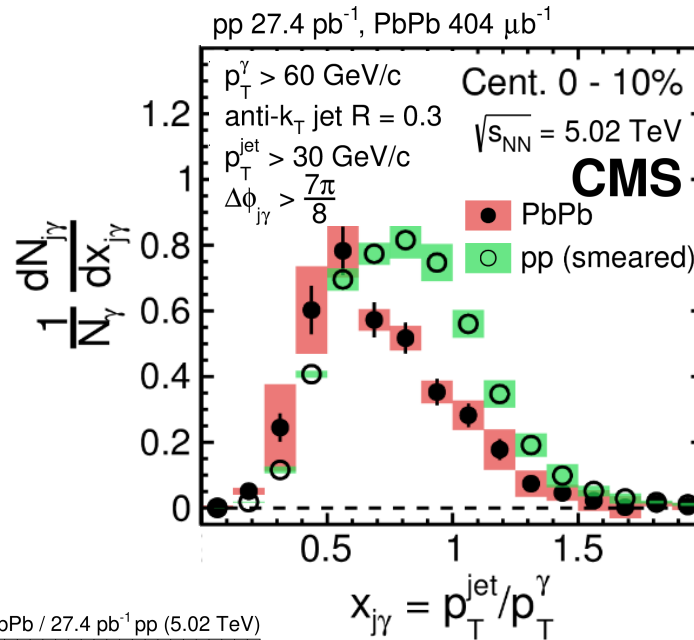 pp 27.4 pb⁻¹, PbPb 404 μb⁻¹
p_T^γ > 60 GeV/c
anti-k_T jet R = 0.3
p_T^jet > 30 GeV/c
Δϕ_jγ > 7π/8
Cent. 0 - 10%
√s_NN = 5.02 TeV
CMS
PbPb
pp (smeared)
1/N_γ dN_jγ/dx_jγ
1.2
1
0.8
0.6
0.4
0.2
0
0.5 1 1.5
x_jγ = p_T^jet/p_T^γ
bPb / 27.4 pb⁻¹ pp (5.02 TeV)